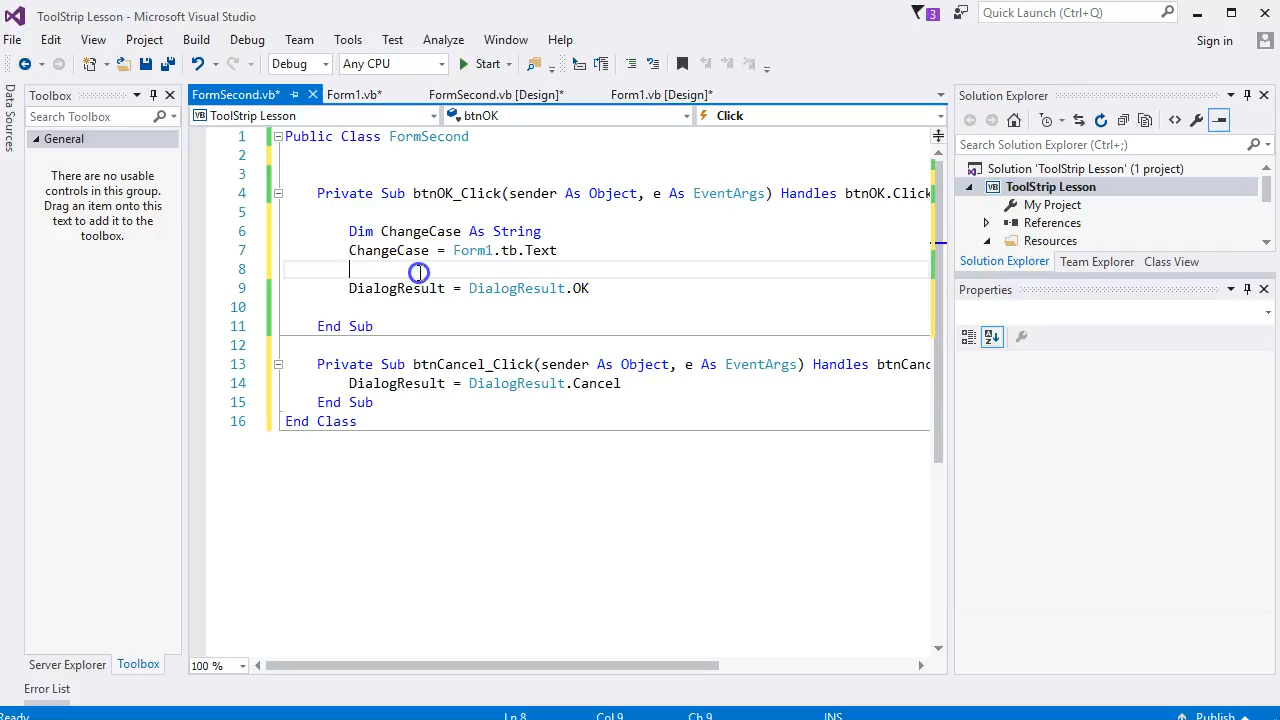 ToolStrip Lesson - Microsoft Visual Studio
3
Quick Launch (Ctrl+Q)
File Edit View Project Build Debug Team Tools Test Analyze Window Help
Sign in
Debug Any CPU Start
Data Sources
Toolbox
Search Toolbox
General
There are no usable
controls in this group.
Drag an item onto this
text to add it to the
toolbox.
Server Explorer Toolbox
Error List
FormSecond.vb* Form1.vb* FormSecond.vb [Design]* Form1.vb [Design]*
ToolStrip Lesson btnOK Click
1 Public Class FormSecond
2
3
4 Private Sub btnOK_Click(sender As Object, e As EventArgs) Handles btnOK.Click
5
6 Dim ChangeCase As String
7 ChangeCase = Form1.tb.Text
8
9 DialogResult = DialogResult.OK
10
11 End Sub
12
13 Private Sub btnCancel_Click(sender As Object, e As EventArgs) Handles btnCanc
14 DialogResult = DialogResult.Cancel
15 End Sub
16 End Class
100 %
Solution Explorer
Search Solution Explorer (Ctrl+;)
Solution 'ToolStrip Lesson' (1 project)
ToolStrip Lesson
My Project
References
Resources
Solution Explorer Team Explorer Class View
Properties
Ready Ln 8 Col 9 Ch 9 INS Publish